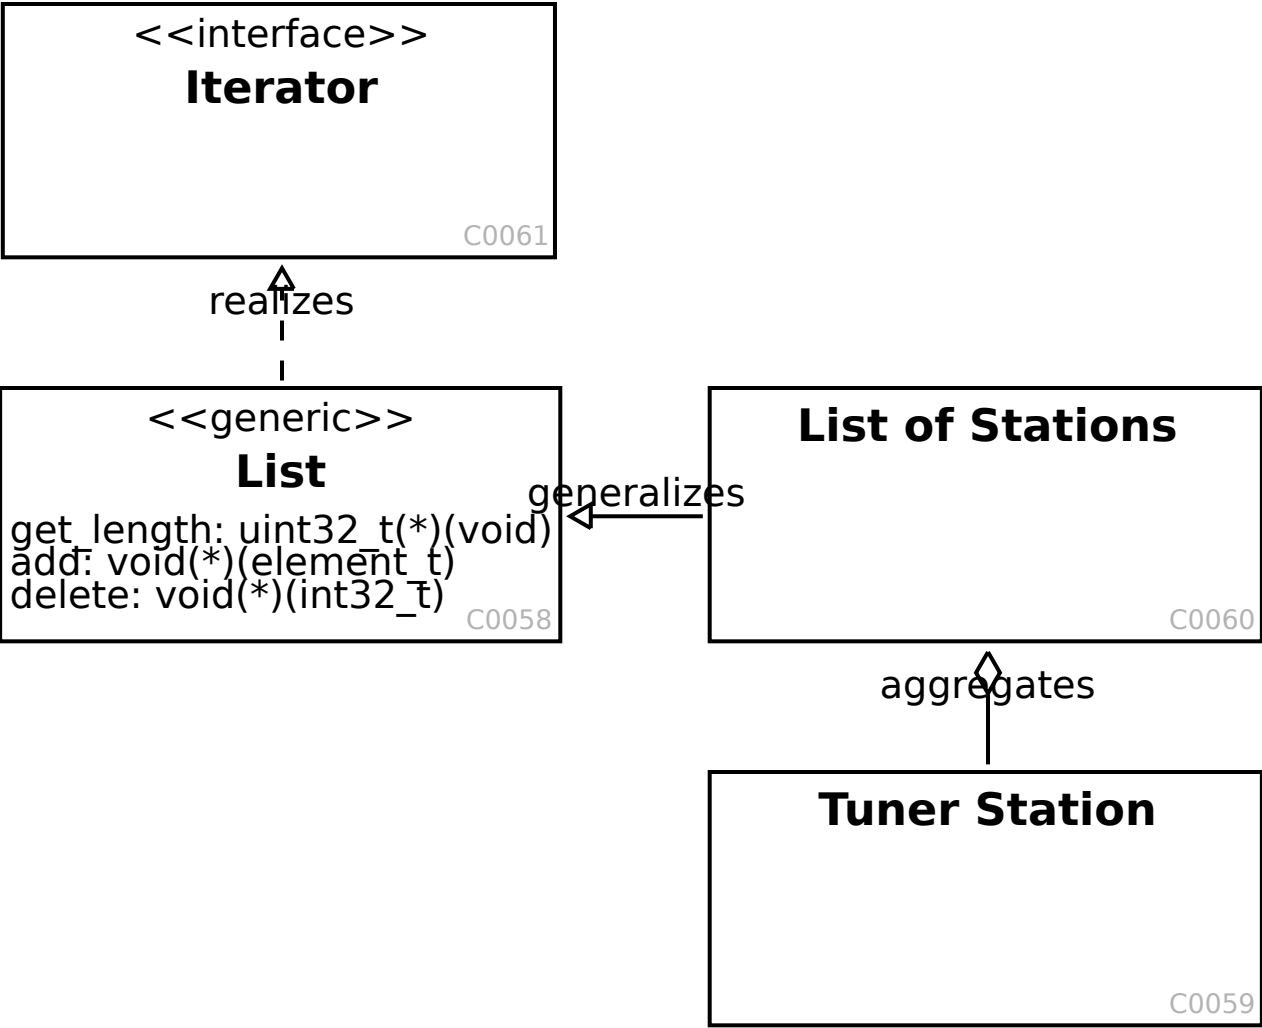 <<interface>>
Iterator
C0061
realizes
<<generic>>
List
get_length: uint32_t(*)(void)
add: void(*)(element_t)
delete: void(*)(int32_t)
C0058
generalizes
List of Stations
C0060
aggregates
Tuner Station
C0059